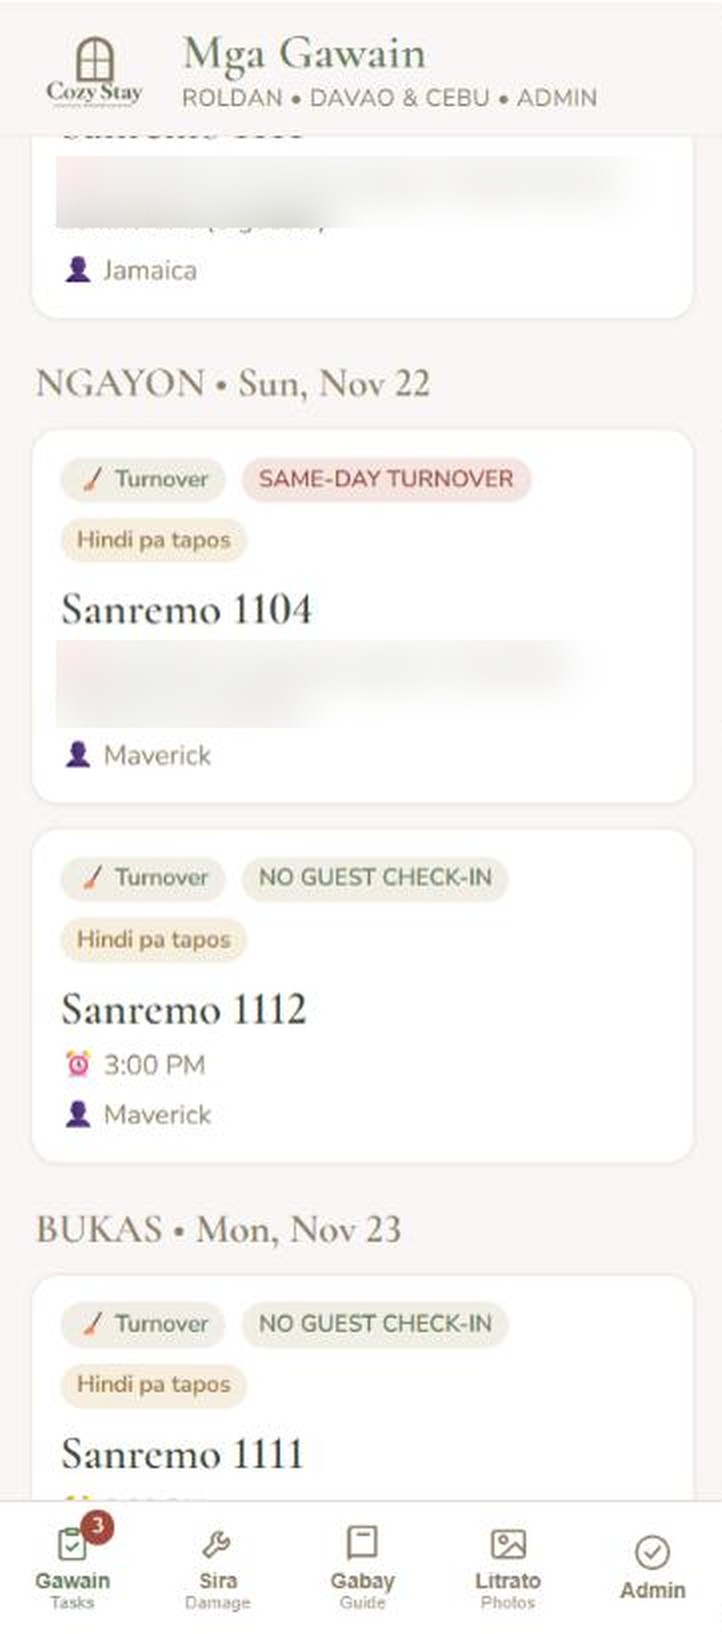 Cozy Stay
Mga Gawain
ROLDAN • DAVAO & CEBU • ADMIN
Jamaica
NGAYON • Sun, Nov 22
Turnover
SAME-DAY TURNOVER
Hindi pa tapos
Sanremo 1104
Maverick
Turnover
NO GUEST CHECK-IN
Hindi pa tapos
Sanremo 1112
3:00 PM
Maverick
BUKAS • Mon, Nov 23
Turnover
NO GUEST CHECK-IN
Hindi pa tapos
Sanremo 1111
3
Gawain
Tasks
Sira
Damage
Gabay
Guide
Litrato
Photos
Admin